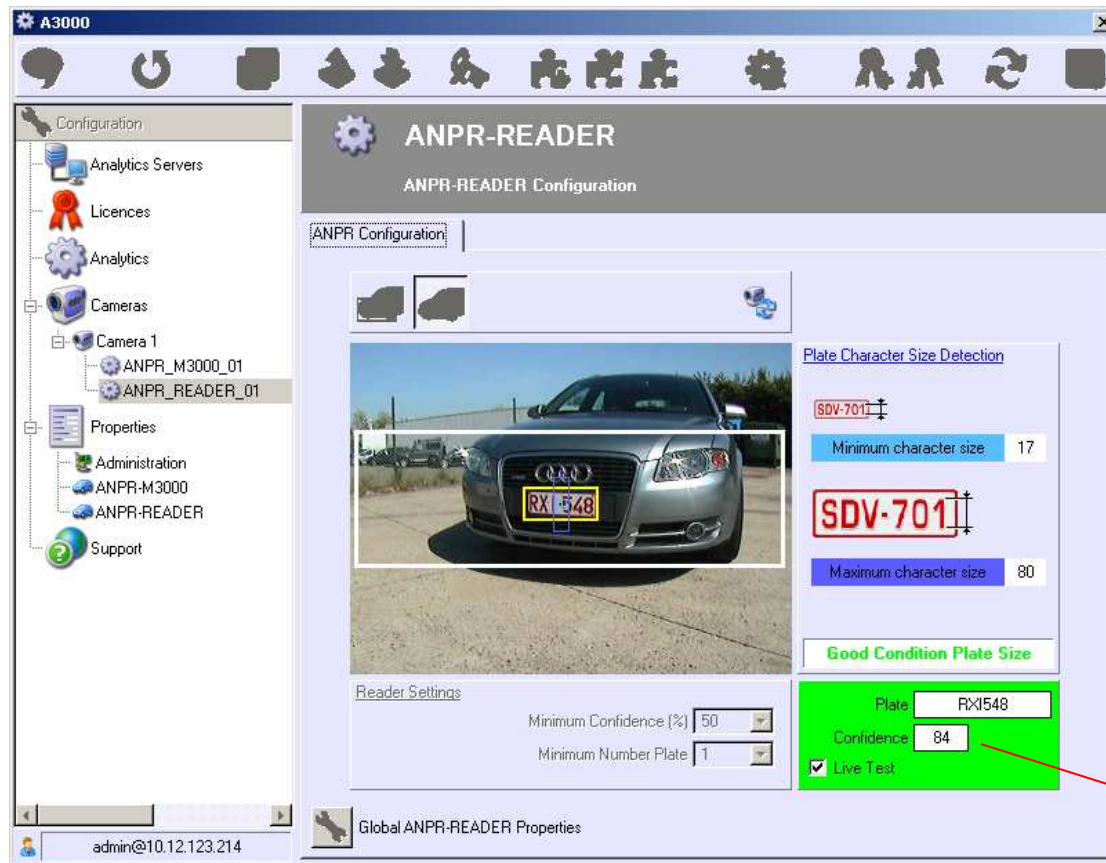 A3000
Configuration
Analytics Servers
Licences
Analytics
Cameras
Camera 1
ANPR_M3000_01
ANPR_READER_01
Properties
Administration
ANPR-M3000
ANPR-READER
Support
admin@10.12.123.214
ANPR-READER
ANPR-READER Configuration
ANPR Configuration
RX 548
Plate Character Size Detection
SDV-701
Minimum character size 17
SDV-701
Maximum character size 80
Good Condition Plate Size
Reader Settings
Minimum Confidence (%) 50
Minimum Number Plate 1
Plate RXI548
Confidence 84
Live Test
Global ANPR-READER Properties